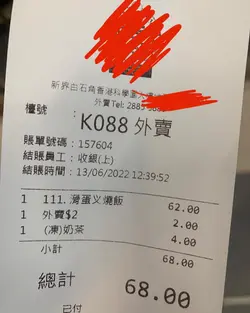 新界白石角香港科學園
外賣Tel: 2885
檯號:
K088 外賣
賬單號碼: 157604
結賬員工: 收銀(上)
結賬時間: 13/06/2022 12:39:52
1 111. 滑蛋叉燒飯 62.00
1 外賣$2 2.00
1 (凍)奶茶 4.00
小計 68.00
總計 68.00
已付